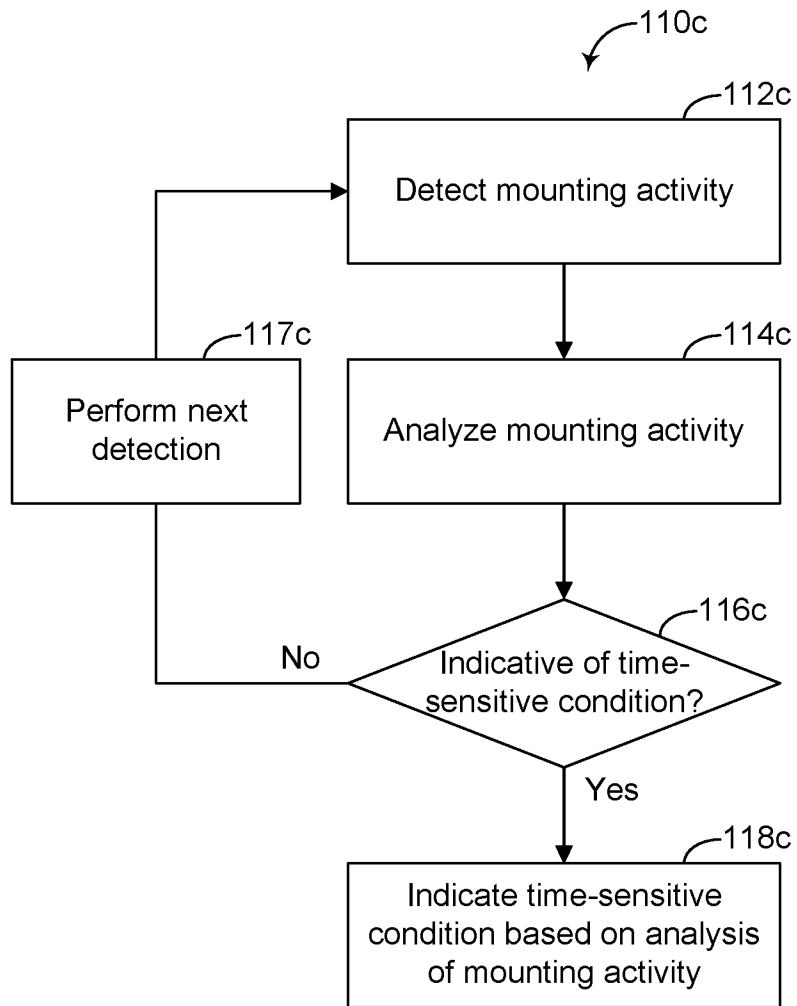 110c
112c
Detect mounting activity
117c
114c
Perform next
detection
Analyze mounting activity
116c
No
Indicative of time-
sensitive condition?
Yes
118c
Indicate time-sensitive
condition based on analysis
of mounting activity